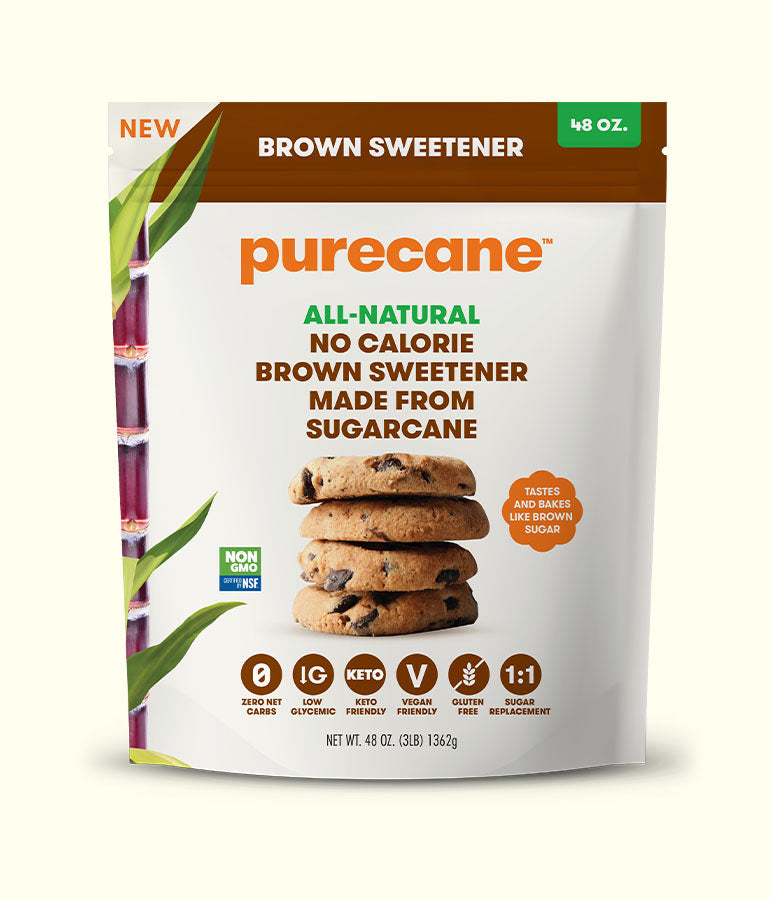 NEW
BROWN SWEETENER
48 OZ.
purecane™
ALL-NATURAL
NO CALORIE
BROWN SWEETENER
MADE FROM
SUGARCANE
TASTES
AND BAKES
LIKE BROWN
SUGAR
NON
GMO
CERTIFIED
BY NSF
0
ZERO NET
CARBS
↓G
LOW
GLYCEMIC
KETO
KETO
FRIENDLY
V
VEGAN
FRIENDLY
GLUTEN
FREE
1:1
SUGAR
REPLACEMENT
NET WT. 48 OZ. (3LB) 1362g